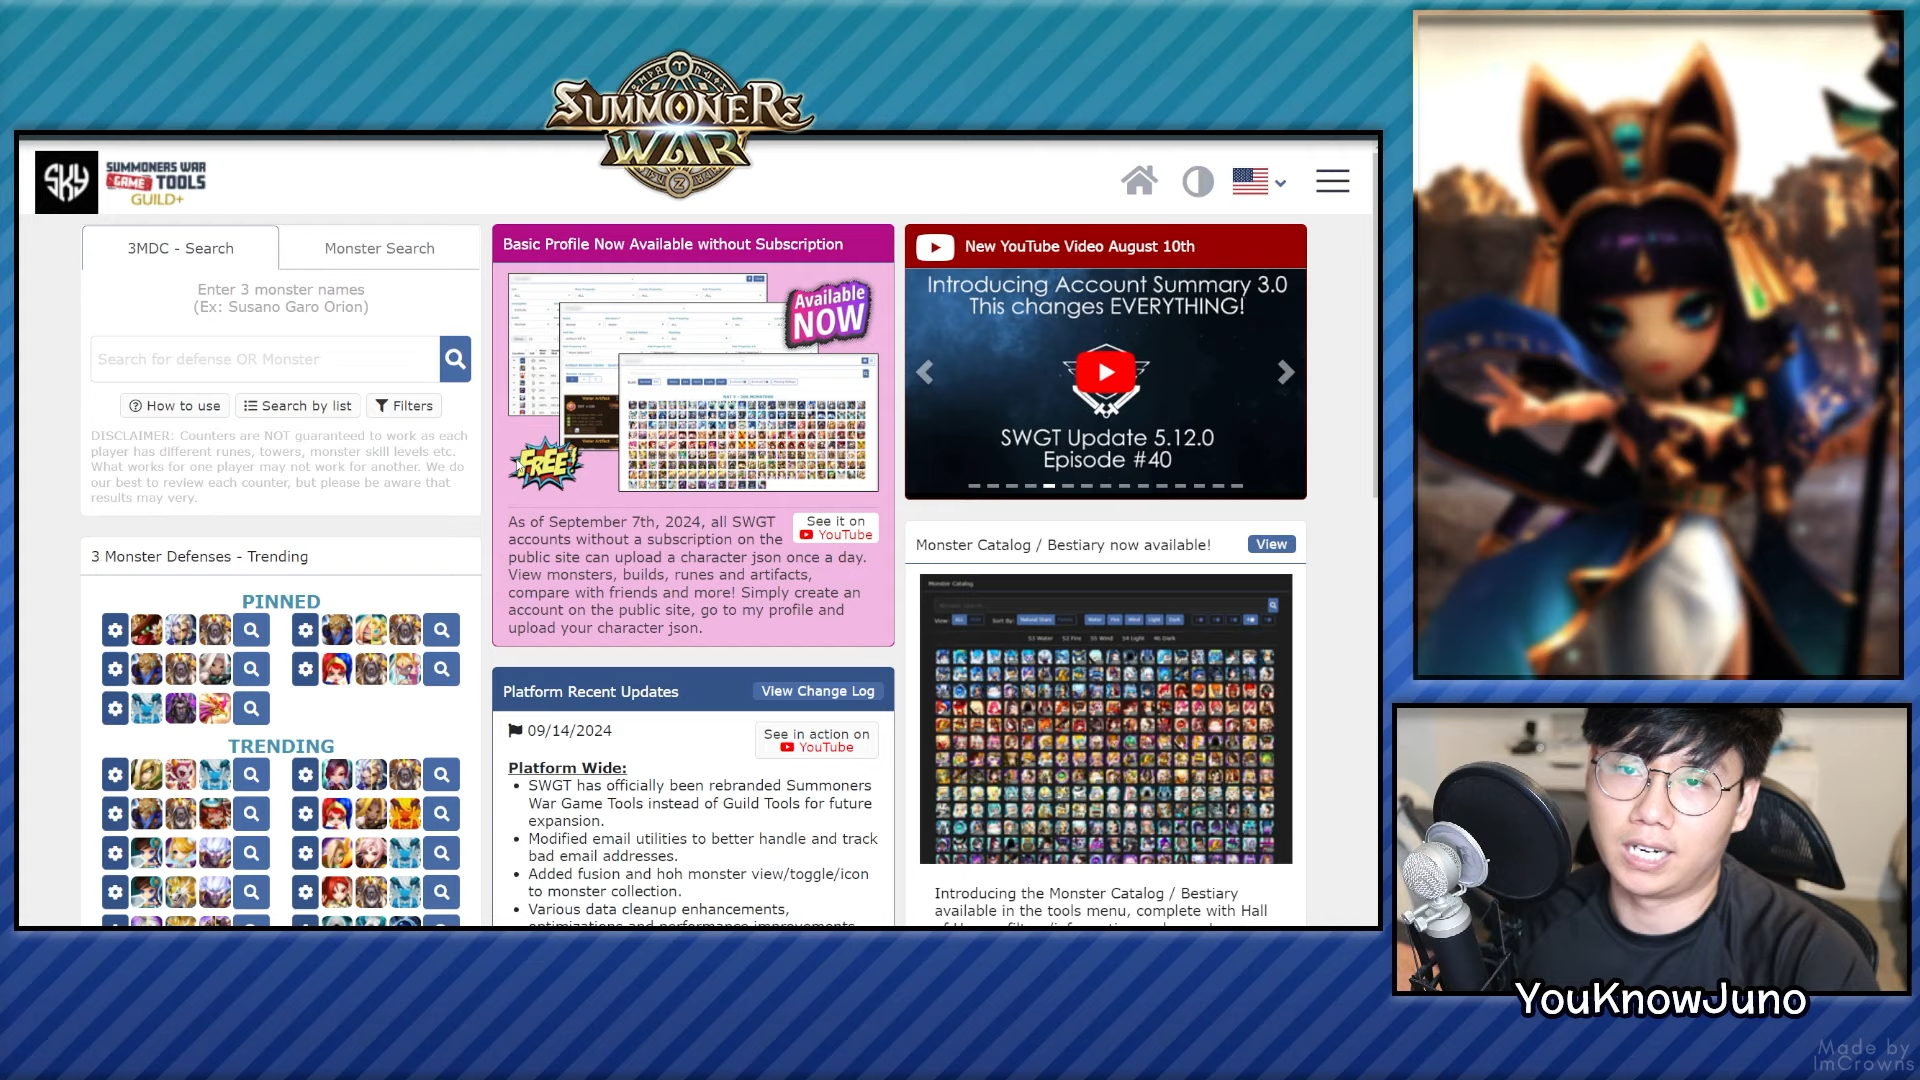 SUMMONERS
WAR
SKY
SUMMONERS WAR
GAME TOOLS
GUILD+
3MDC - Search
Monster Search
Enter 3 monster names
(Ex: Susano Garo Orion)
Search for defense OR Monster
How to use
Search by list
Filters
DISCLAIMER: Counters are NOT guaranteed to work as each
player has different runes, towers, monster skill levels etc.
What works for one player may not work for another. We do
our best to review each counter, but please be aware that
results may very.
3 Monster Defenses - Trending
PINNED
TRENDING
Basic Profile Now Available without Subscription
Available
NOW
FREE!
As of September 7th, 2024, all SWGT
accounts without a subscription on the
public site can upload a character json once a day.
View monsters, builds, runes and artifacts,
compare with friends and more! Simply create an
account on the public site, go to my profile and
upload your character json.
See it on
YouTube
Platform Recent Updates
View Change Log
09/14/2024
See in action on
YouTube
Platform Wide:
• SWGT has officially been rebranded Summoners
War Game Tools instead of Guild Tools for future
expansion.
• Modified email utilities to better handle and track
bad email addresses.
• Added fusion and hoh monster view/toggle/icon
to monster collection.
• Various data cleanup enhancements,
optimizations and performance improvements
New YouTube Video August 10th
Introducing Account Summary 3.0
This changes EVERYTHING!
SWGT Update 5.12.0
Episode #40
Monster Catalog / Bestiary now available!
View
Monster Catalog
Introducing the Monster Catalog / Bestiary
available in the tools menu, complete with Hall
YouKnowJuno
Made by
ImCrowns